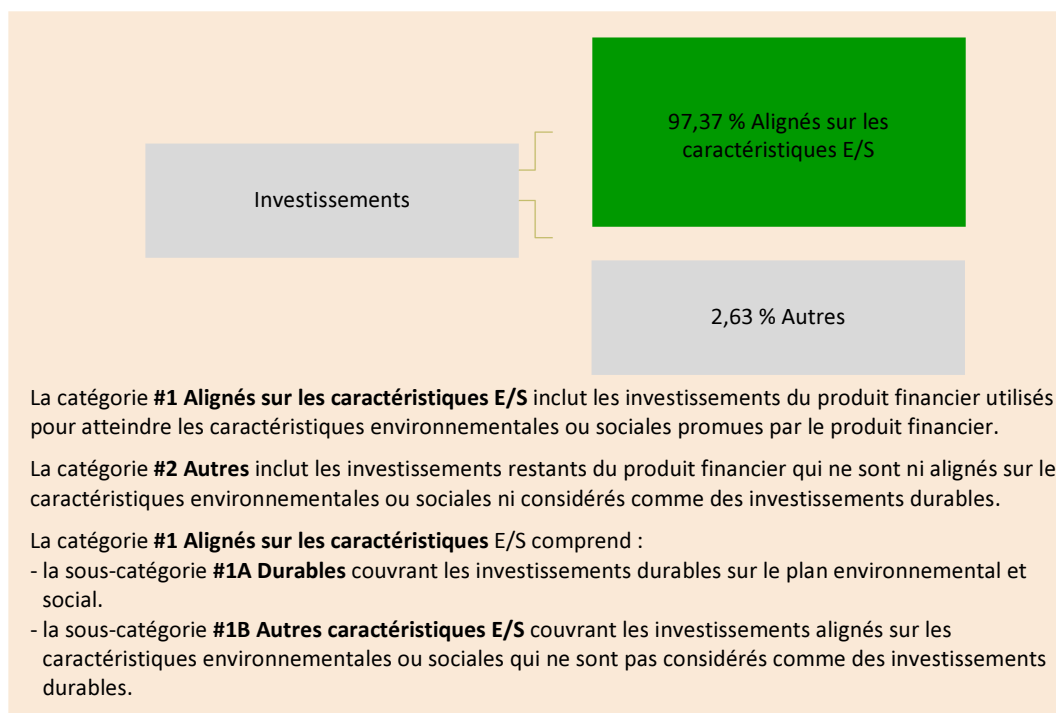 97,37 % Alignés sur les
caractéristiques E/S
Investissements
2,63 % Autres
La catégorie #1 Alignés sur les caractéristiques E/S inclut les investissements du produit financier utilisés
pour atteindre les caractéristiques environnementales ou sociales promues par le produit financier.
La catégorie #2 Autres inclut les investissements restants du produit financier qui ne sont ni alignés sur le
caractéristiques environnementales ou sociales ni considérés comme des investissements durables.
La catégorie #1 Alignés sur les caractéristiques E/S comprend :
- la sous-catégorie #1A Durables couvrant les investissements durables sur le plan environnemental et
social.
- la sous-catégorie #1B Autres caractéristiques E/S couvrant les investissements alignés sur les
caractéristiques environnementales ou sociales qui ne sont pas considérés comme des investissements
durables.